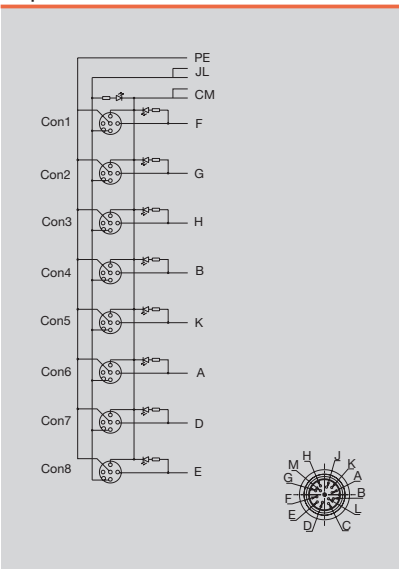 PE
JL
CM
Con1 F
Con2 G
Con3 H
Con4 B
Con5 K
Con6 A
Con7 D
Con8 E
H J
M K
G A
F B
E L
D C